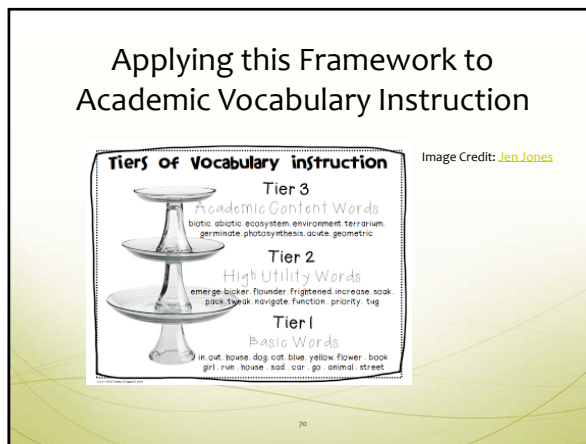 Applying this Framework to
Academic Vocabulary Instruction
Image Credit: Jen Jones
Tiers of Vocabulary instruction
Tier 3
Academic Content Words
biotic. abiotic. ecosystem. environment. terrarium.
germinate. photosynthesis. acute. geometric
Tier 2
High Utility Words
emerge. bicker. flounder. frightened. increase. soak.
pack. tweak. navigate. function . priority. tug
Tier 1
Basic Words
in. out. house. dog. cat. blue. yellow. flower . book
girl . run . house . sad . car . go . animal . street
70